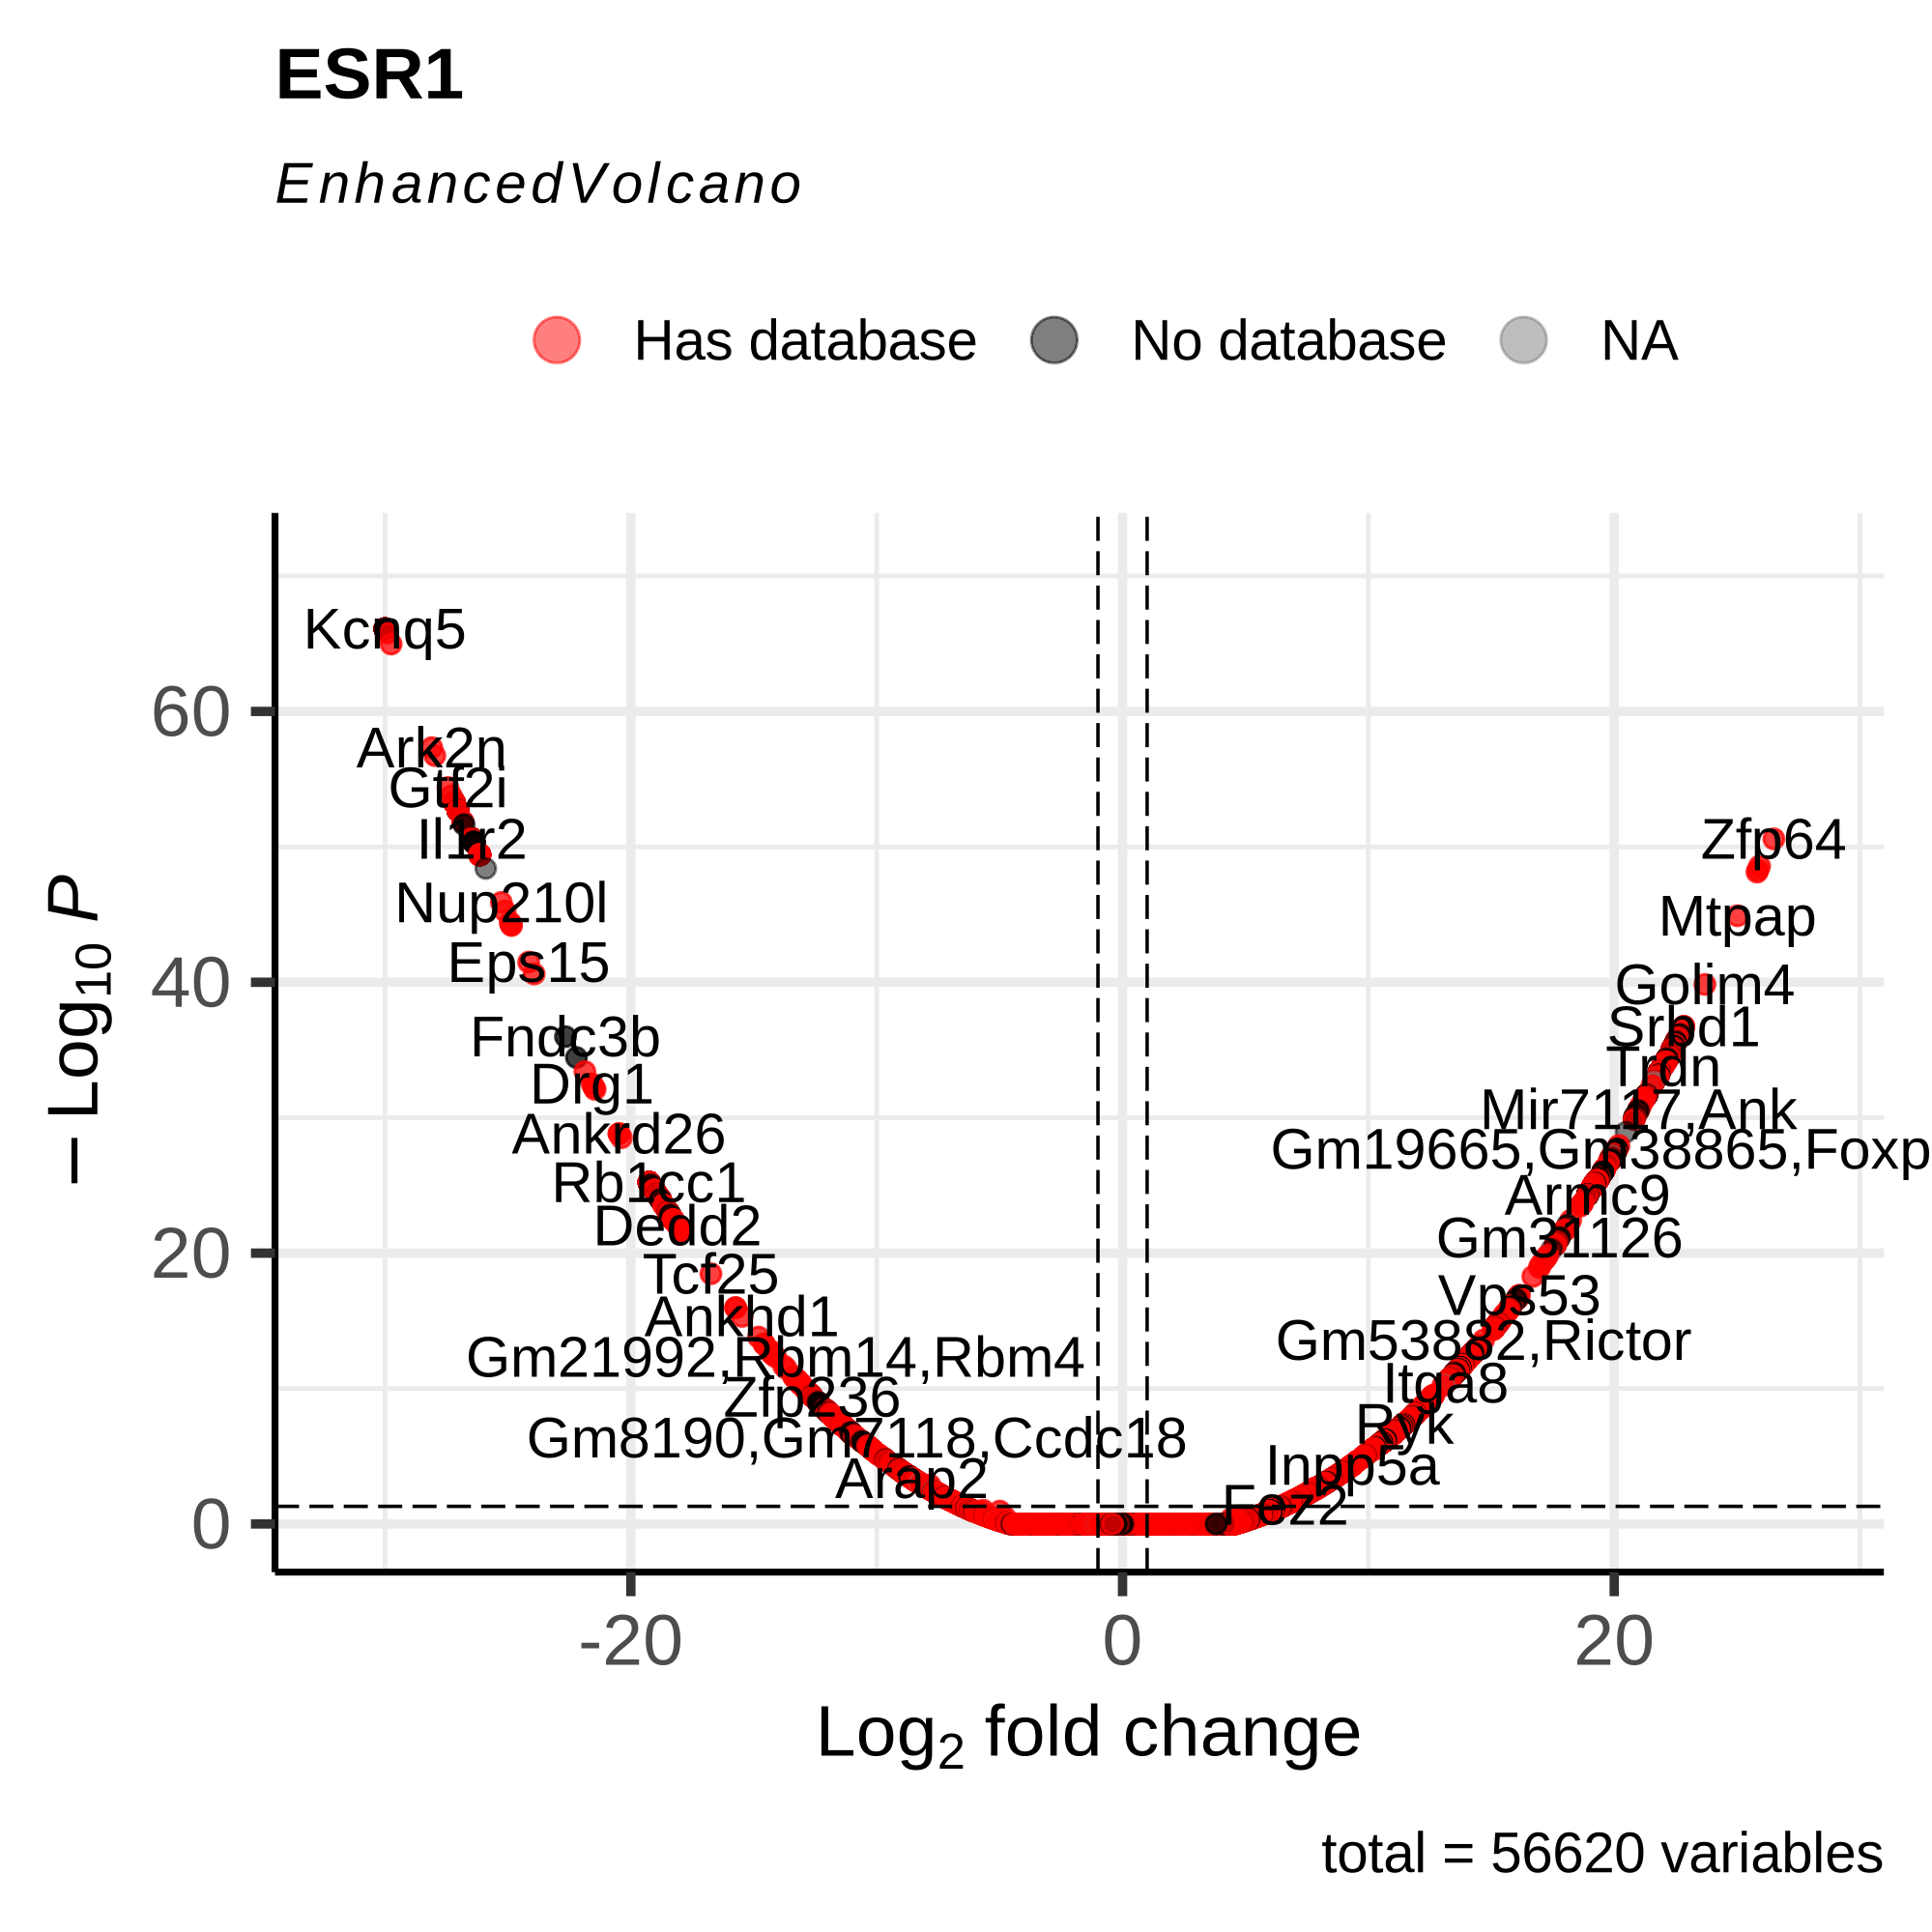 ESR1
EnhancedVolcano
Has database
No database
NA
Kcnq5
60
Ark2n
Gtf2i
Il1r2
Zfp64
Nup210l
Mtpap
Eps15
40
Golim4
Fndc3b
Srbd1
Trdn
Drg1
Mir7117,Ank
Ankrd26
Gm19665,Gm38865,Foxp
Rb1cc1
Armc9
Dedd2
Gm31126
20
Tcf25
Vps53
Ankhd1
Gm53882,Rictor
Gm21992,Rbm14,Rbm4
Itga8
Zfp236
Ryk
Gm8190,Gm7118,Ccdc18
Inpp5a
Arap2
0
− Log10 P
-20
0
20
Log2 fold change
total = 56620 variables